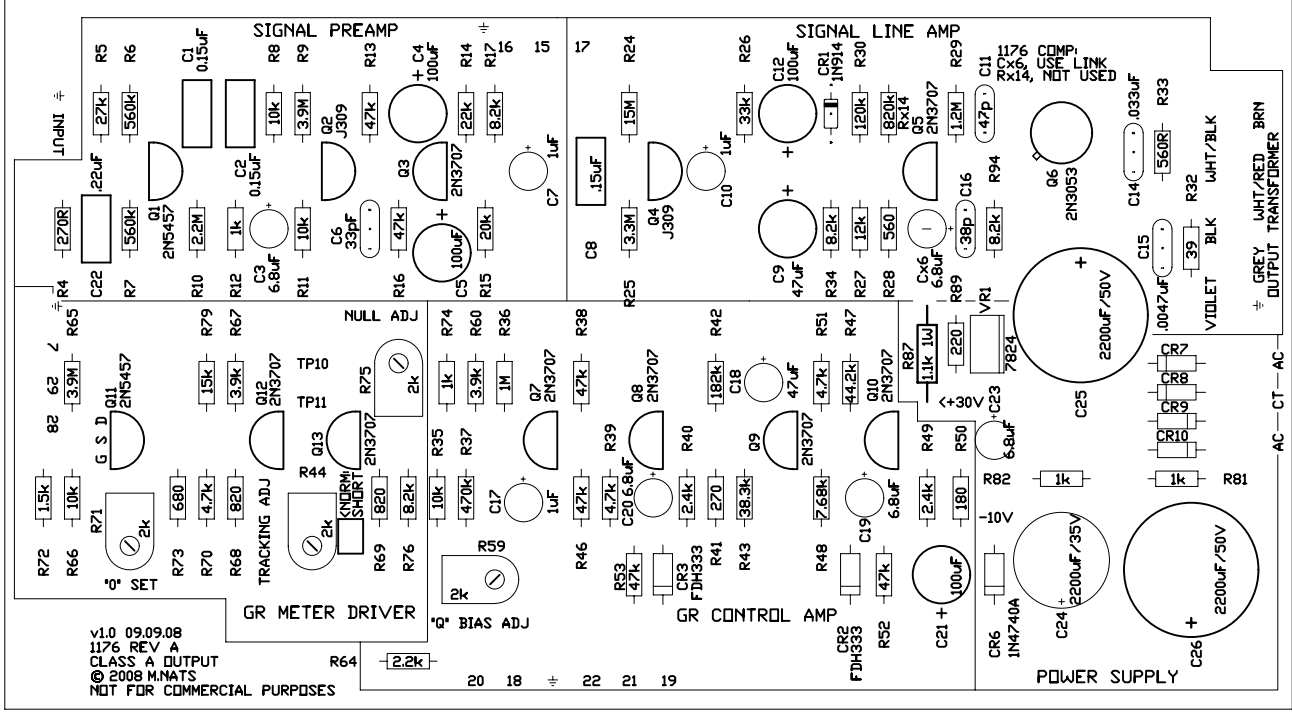 SIGNAL PREAMP
SIGNAL LINE AMP
R5
R6
C1
0.15uF
R8
R9
R13
C4
100uF
R14
R17
16
15
17
R24
R26
C12
100uF
CR1
1N914
R30
R29
C11
1176 COMP:
Cx6, USE LINK
Rx14, NOT USED
.033uF
R33
INPUT
27k
560k
10k
3.9M
Q2
J309
47k
22k
8.2k
15M
33k
120k
820k
Rx14
Q5
2N3707
1.2M
47p
560R
BRN
WHT/BLK
.22uF
C2
0.15uF
Q3
2N3707
1uF
C7
.15uF
1uF
C10
R94
Q6
2N3053
C14
R32
270R
560k
Q1
2N5457
2.2M
1k
C3
6.8uF
10k
C6
33pF
47k
100uF
20k
C8
3.3M
Q4
J309
C9
47uF
8.2k
12k
560
Cx6
6.8uF
C16
38p
8.2k
C15
.0047uF
39
BLK
VIOLET
GREY WHT/RED
OUTPUT TRANSFORMER
R4
C22
R7
R10
R12
R11
R16
C5
R15
R25
R34
R27
R28
R89
VR1
2200uF/50V
7
29
28
R65
R79
R67
NULL ADJ
R74
R60
R36
R38
R42
R51
R47
R87
1.1k 1W
220
7824
3.9M
Q11
2N5457
15k
3.9k
Q12
2N3707
TP10
TP11
R75
2k
1k
3.9k
1M
Q7
2N3707
47k
Q8
2N3707
182k
C18
47uF
4.7k
44.2k
Q10
2N3707
<+30V
C23
6.8uF
C25
CR7
CR8
CR9
CR10
AC — CT — AC
G S D
Q13
2N3707
R35
R37
R39
R40
Q9
2N3707
R49
R50
R82
1k
1k
R81
1.5k
10k
R71
2k
680
4.7k
820
TRACKING ADJ
R44
2k
<NORM:
SHORT
820
8.2k
10k
470k
C17
1uF
47k
4.7k
C20
6.8uF
2.4k
270
38.3k
7.68k
C19
6.8uF
2.4k
180
-10V
2200uF/35V
2200uF/50V
R72
R66
"0" SET
R73
R70
R68
R69
R76
R59
2k
R46
R53
47k
CR3
FDH333
R41
R43
R48
47k
100uF
CR6
1N4740A
C24
C26
GR METER DRIVER
"Q" BIAS ADJ
GR CONTROL AMP
CR2
FDH333
R52
C21
v1.0 09.09.08
1176 REV A
CLASS A OUTPUT
© 2008 M.NATS
NOT FOR COMMERCIAL PURPOSES
R64
2.2k
20
18
22
21
19
POWER SUPPLY